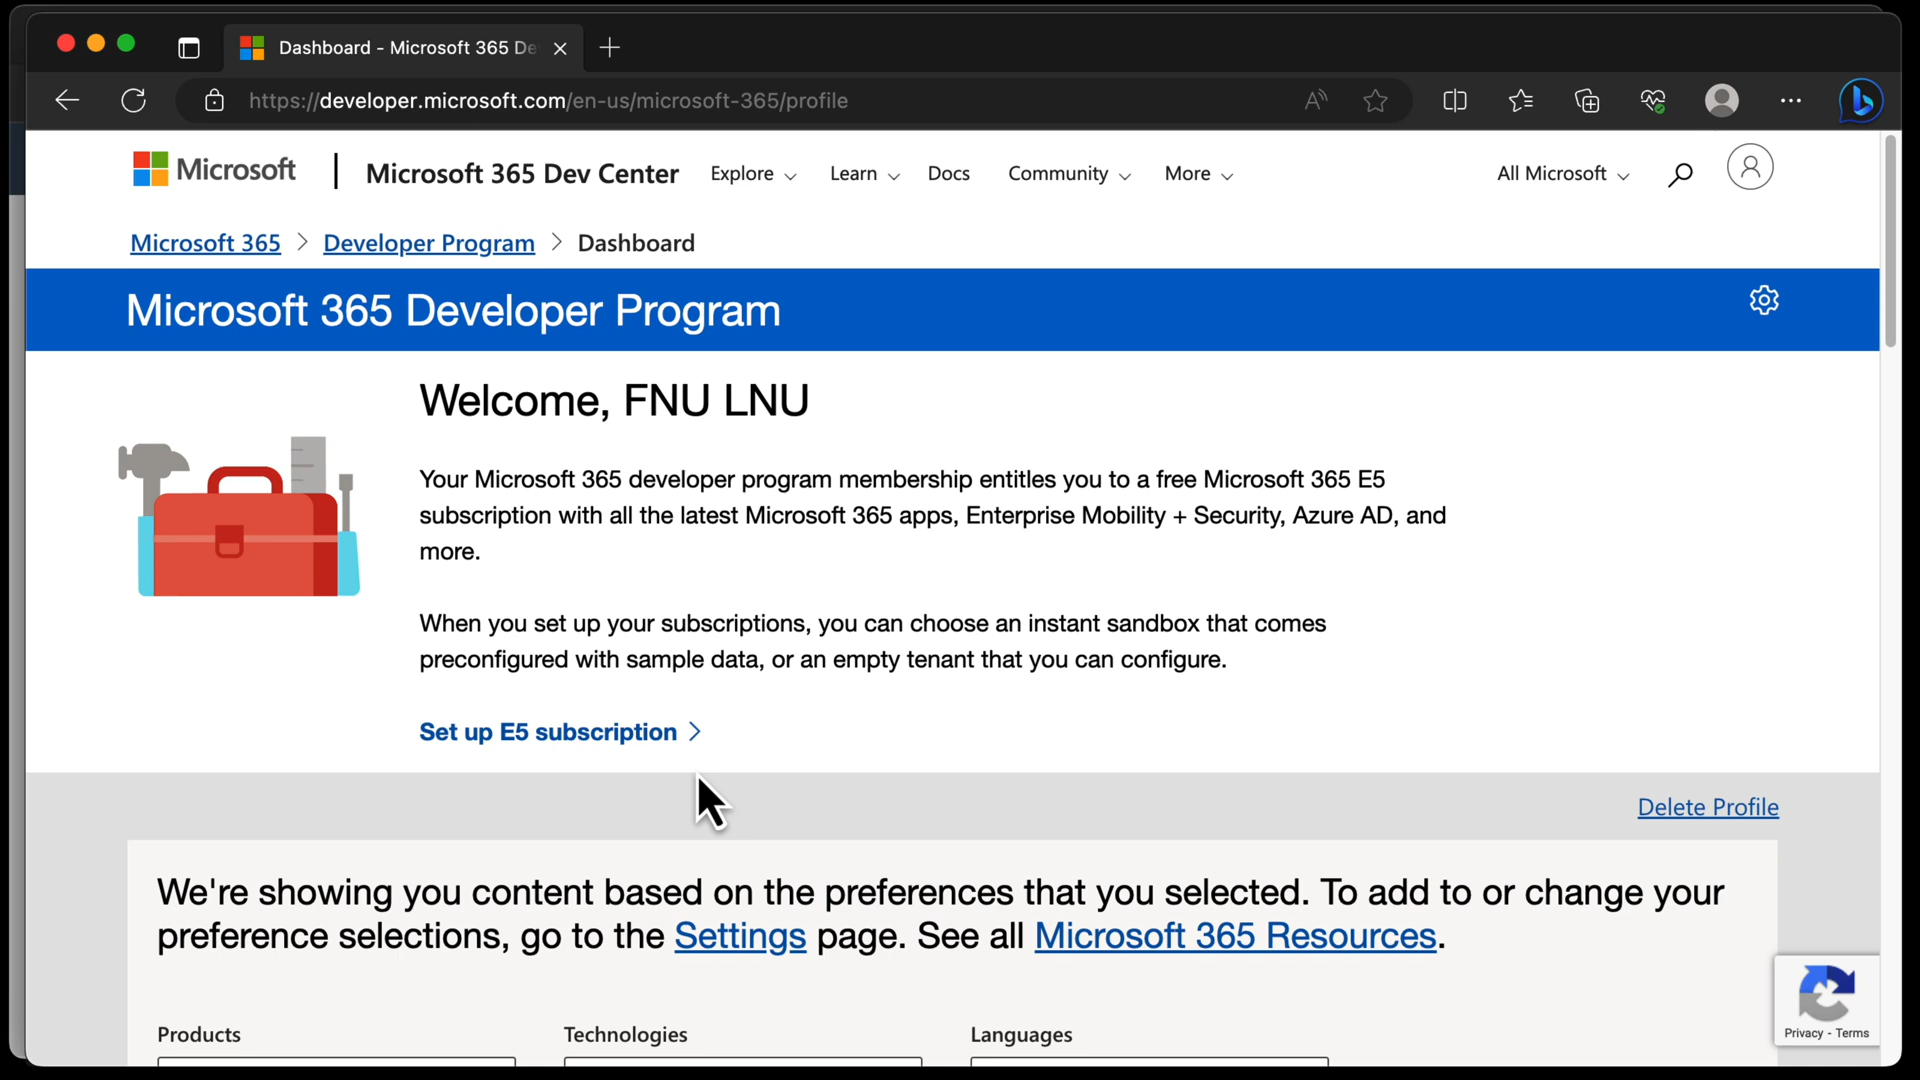 Dashboard - Microsoft 365 De
https://developer.microsoft.com/en-us/microsoft-365/profile
Microsoft
Microsoft 365 Dev Center
Explore
Learn
Docs
Community
More
All Microsoft
Microsoft 365 > Developer Program > Dashboard
Microsoft 365 Developer Program
Welcome, FNU LNU
Your Microsoft 365 developer program membership entitles you to a free Microsoft 365 E5
subscription with all the latest Microsoft 365 apps, Enterprise Mobility + Security, Azure AD, and
more.
When you set up your subscriptions, you can choose an instant sandbox that comes
preconfigured with sample data, or an empty tenant that you can configure.
Set up E5 subscription >
Delete Profile
We're showing you content based on the preferences that you selected. To add to or change your
preference selections, go to the Settings page. See all Microsoft 365 Resources.
Products
Technologies
Languages
Privacy - Terms